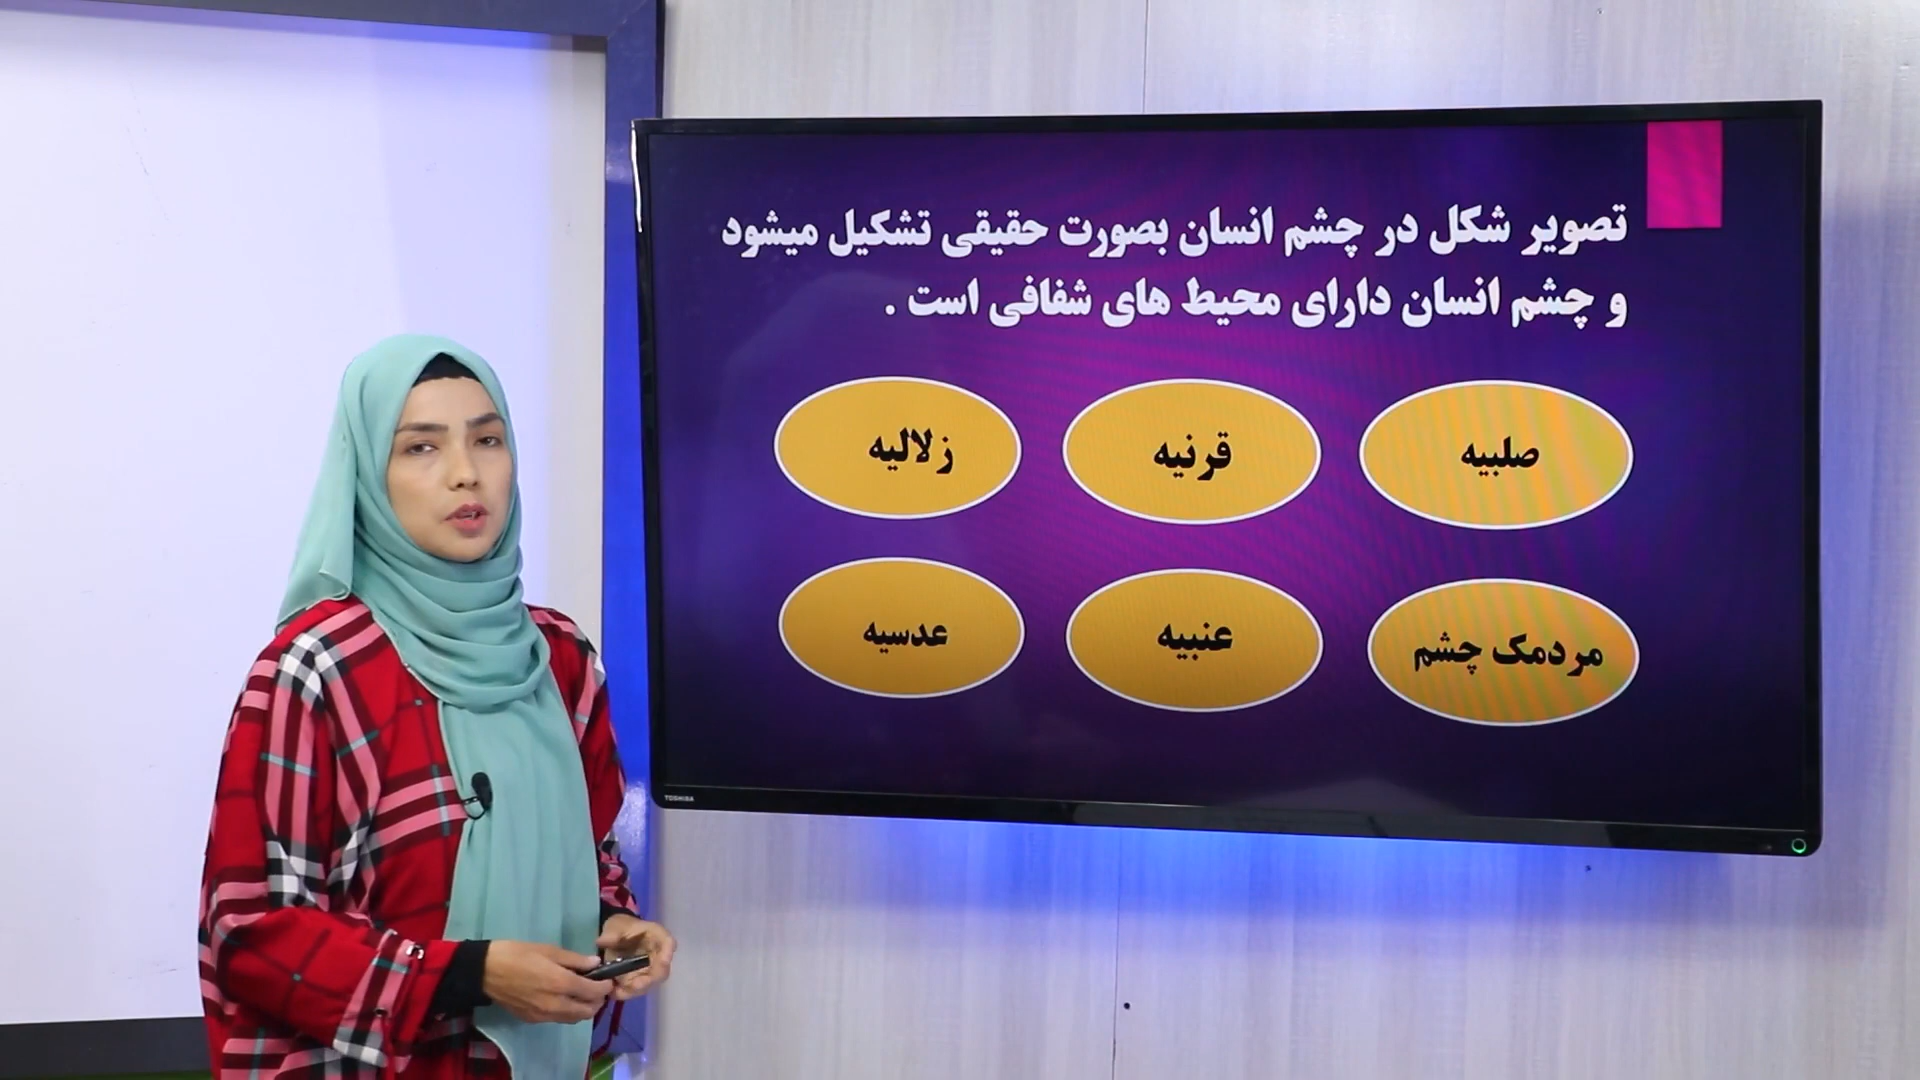 تصویر شکل در چشم انسان بصورت حقیقی تشکیل میشود
و چشم انسان دارای محیط های شفافی است .
صلبیه
قرنیه
زلالیه
مردمک چشم
عنبیه
عدسیه
TOSHIBA